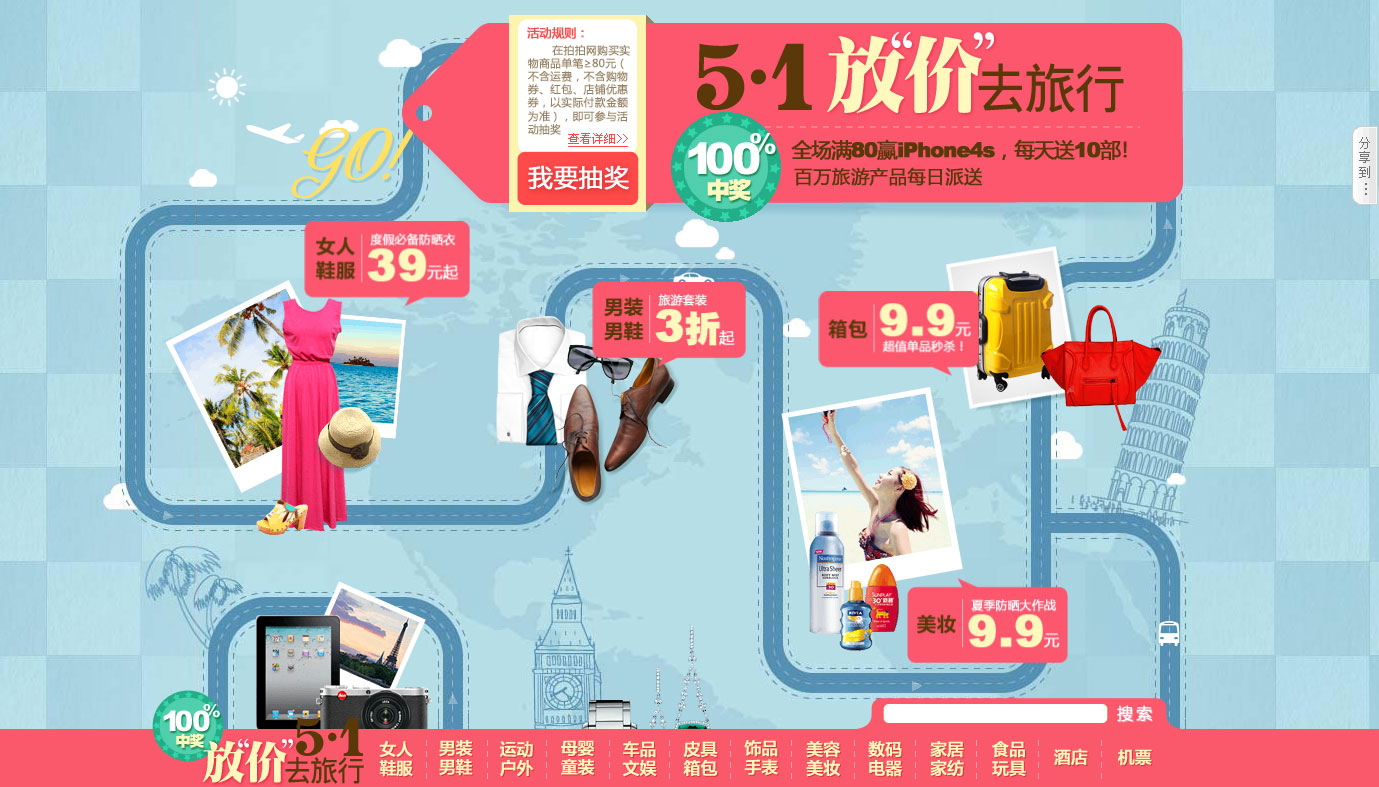 活动规则：
在拍拍网购买实
物商品单笔≥80元（
不含运费，不含购物
券、红包、店铺优惠
券，以实际付款金额
为准），即可参与活
动抽奖
查看详细>>
我要抽奖
5·1 放“价”去旅行
100%
中奖
全场满80赢iPhone4s，每天送10部！
百万旅游产品每日派送
分享到
GO!
女人
鞋服
度假必备防晒衣
39元起
男装
男鞋
旅游套装
3折起
箱包
9.9元
超值单品秒杀！
Neutrogena
Ultra Sheer
NIVEA
SUNPLAY
美妆
夏季防晒大作战
9.9元
搜索
100%
中奖
5·1
放“价”去旅行
女人
鞋服
男装
男鞋
运动
户外
母婴
童装
车品
文娱
皮具
箱包
饰品
手表
美容
美妆
数码
电器
家居
家纺
食品
玩具
酒店
机票